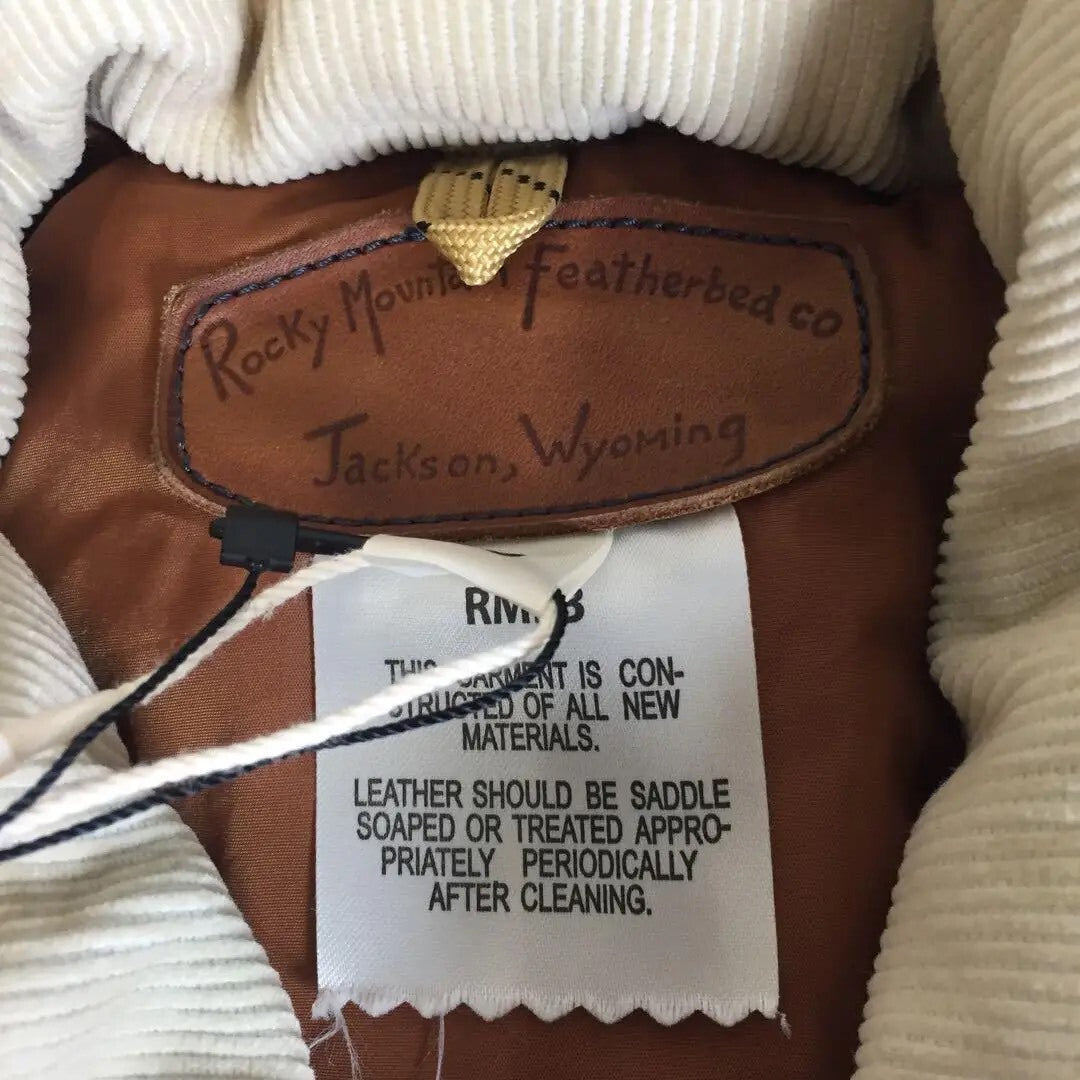 Rocky Mountain Featherbed co
Jackson, Wyoming
THIS GARMENT IS CON-
STRUCTED OF ALL NEW
MATERIALS.
LEATHER SHOULD BE SADDLE
SOAPED OR TREATED APPRO-
PRIATELY PERIODICALLY
AFTER CLEANING.